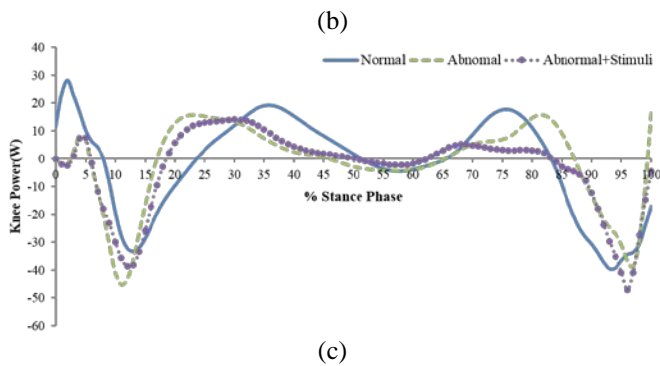 (b)
40
30
20
10
0
-10
-20
-30
-40
-50
-60
Knee Power(W)
Normal Abnomal Abnormal+Stimuli
0 5 10 15 20 25 30 35 40 45 50 55 60 65 70 75 80 85 90 95 100
% Stance Phase
(c)